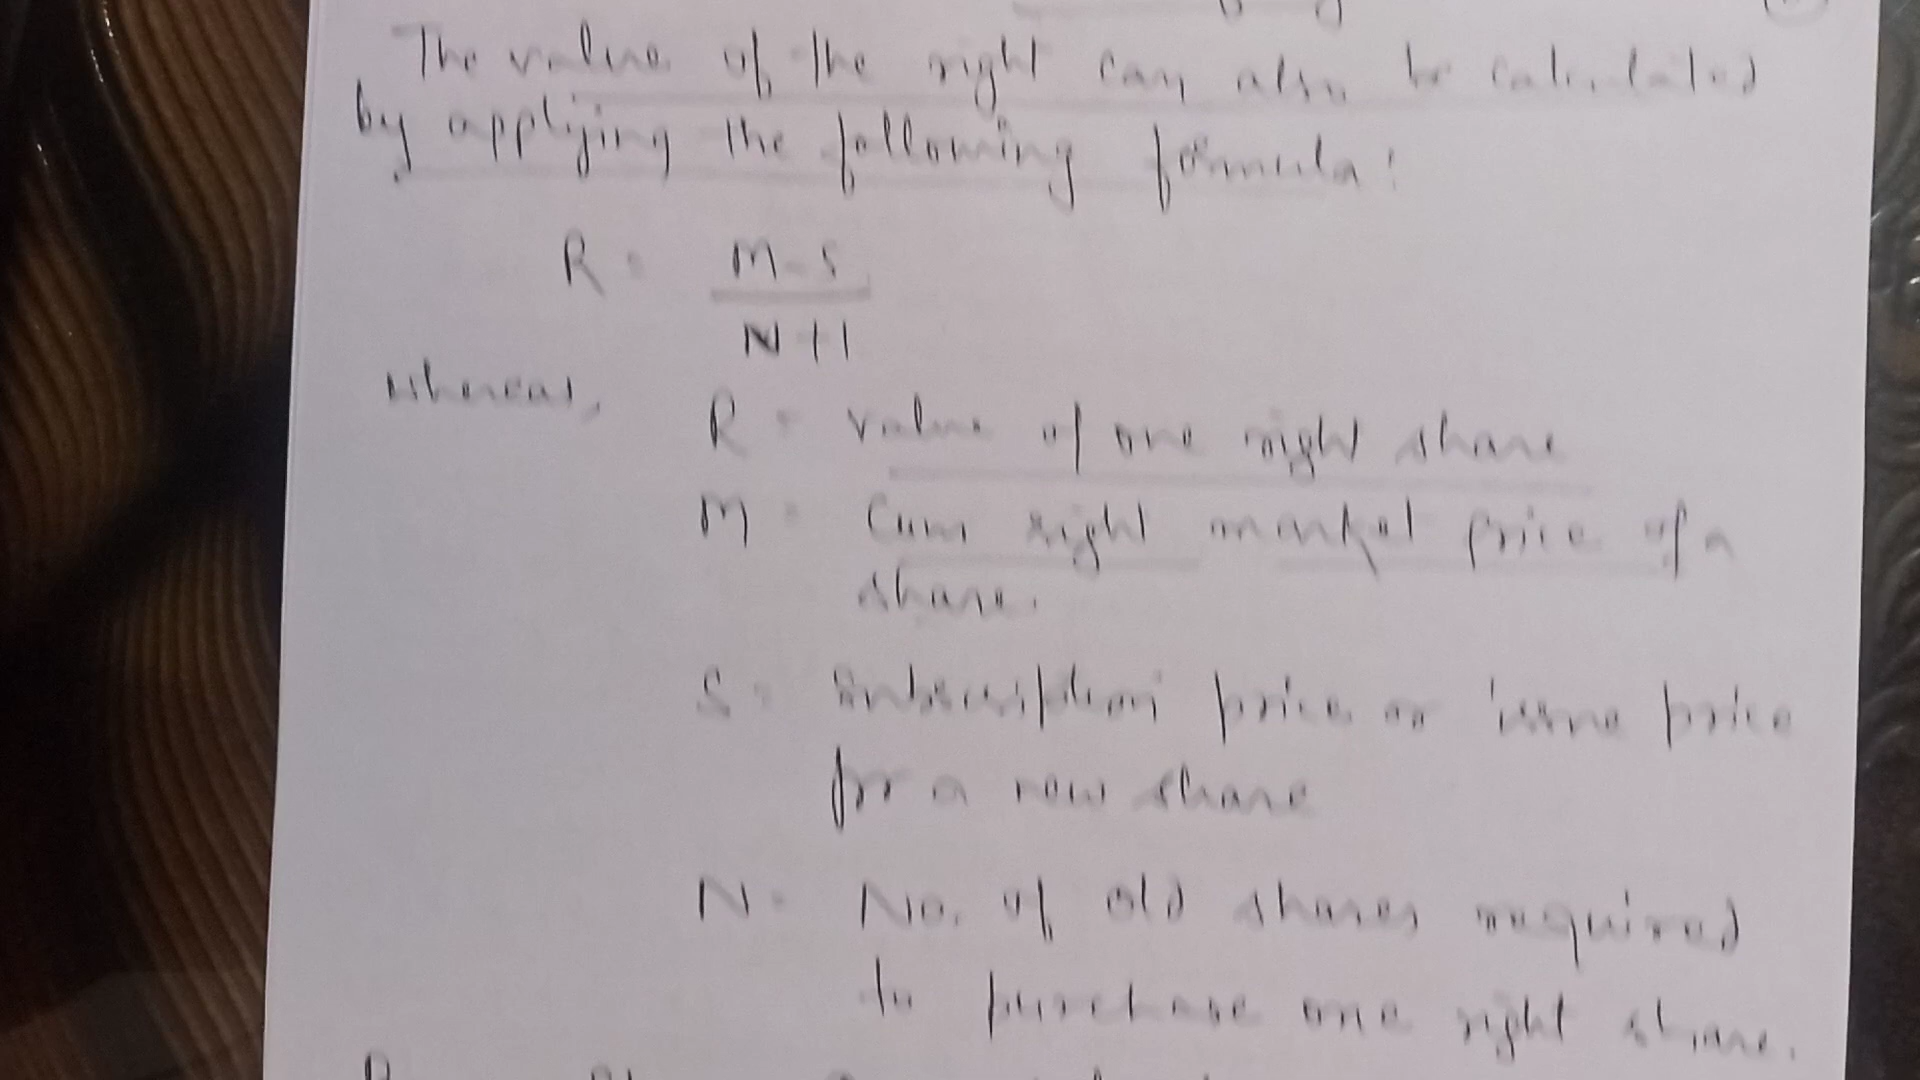 The value of the right can also be calculated
by applying the following formula:
R = M-S
N+1
whereas,
R = value of one right share
M = Cum right market price of a
share.
S = Subscription price or issue price
for a new share
N = No. of old shares required
to purchase one right share.